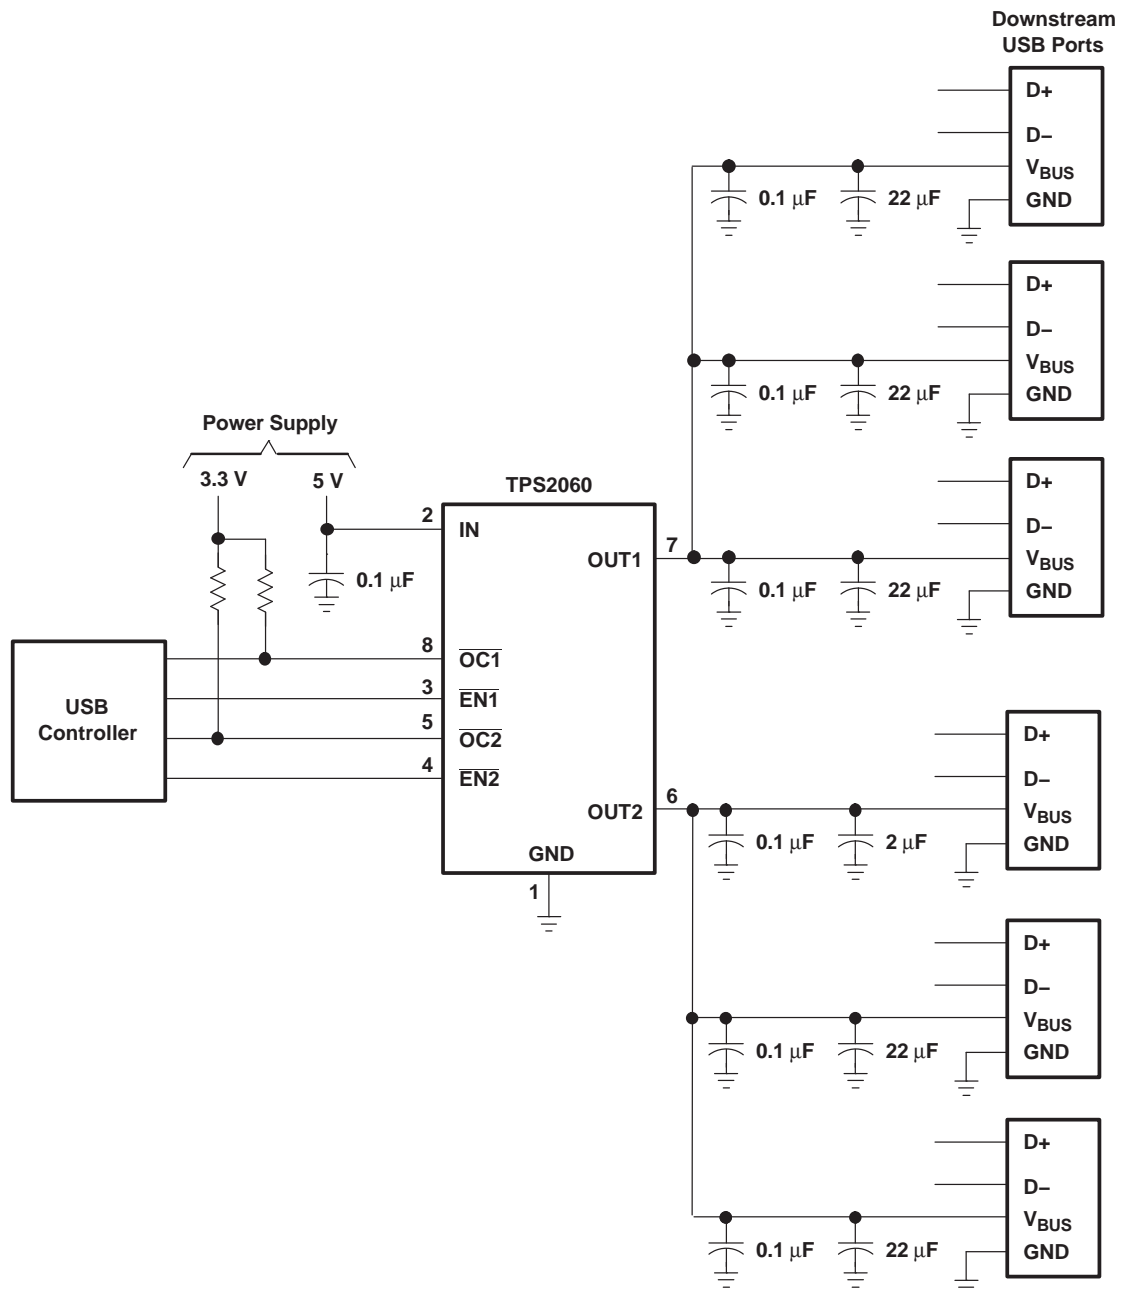 Downstream
USB Ports
D+
D–
VBUS
GND
0.1 μF
22 μF
D+
D–
VBUS
GND
0.1 μF
22 μF
Power Supply
3.3 V
5 V
0.1 μF
TPS2060
2
IN
OUT1
7
D+
D–
VBUS
GND
0.1 μF
22 μF
USB
Controller
8
OC1
3
EN1
5
OC2
4
EN2
OUT2
6
GND
1
D+
D–
VBUS
GND
0.1 μF
2 μF
D+
D–
VBUS
GND
0.1 μF
22 μF
D+
D–
VBUS
GND
0.1 μF
22 μF